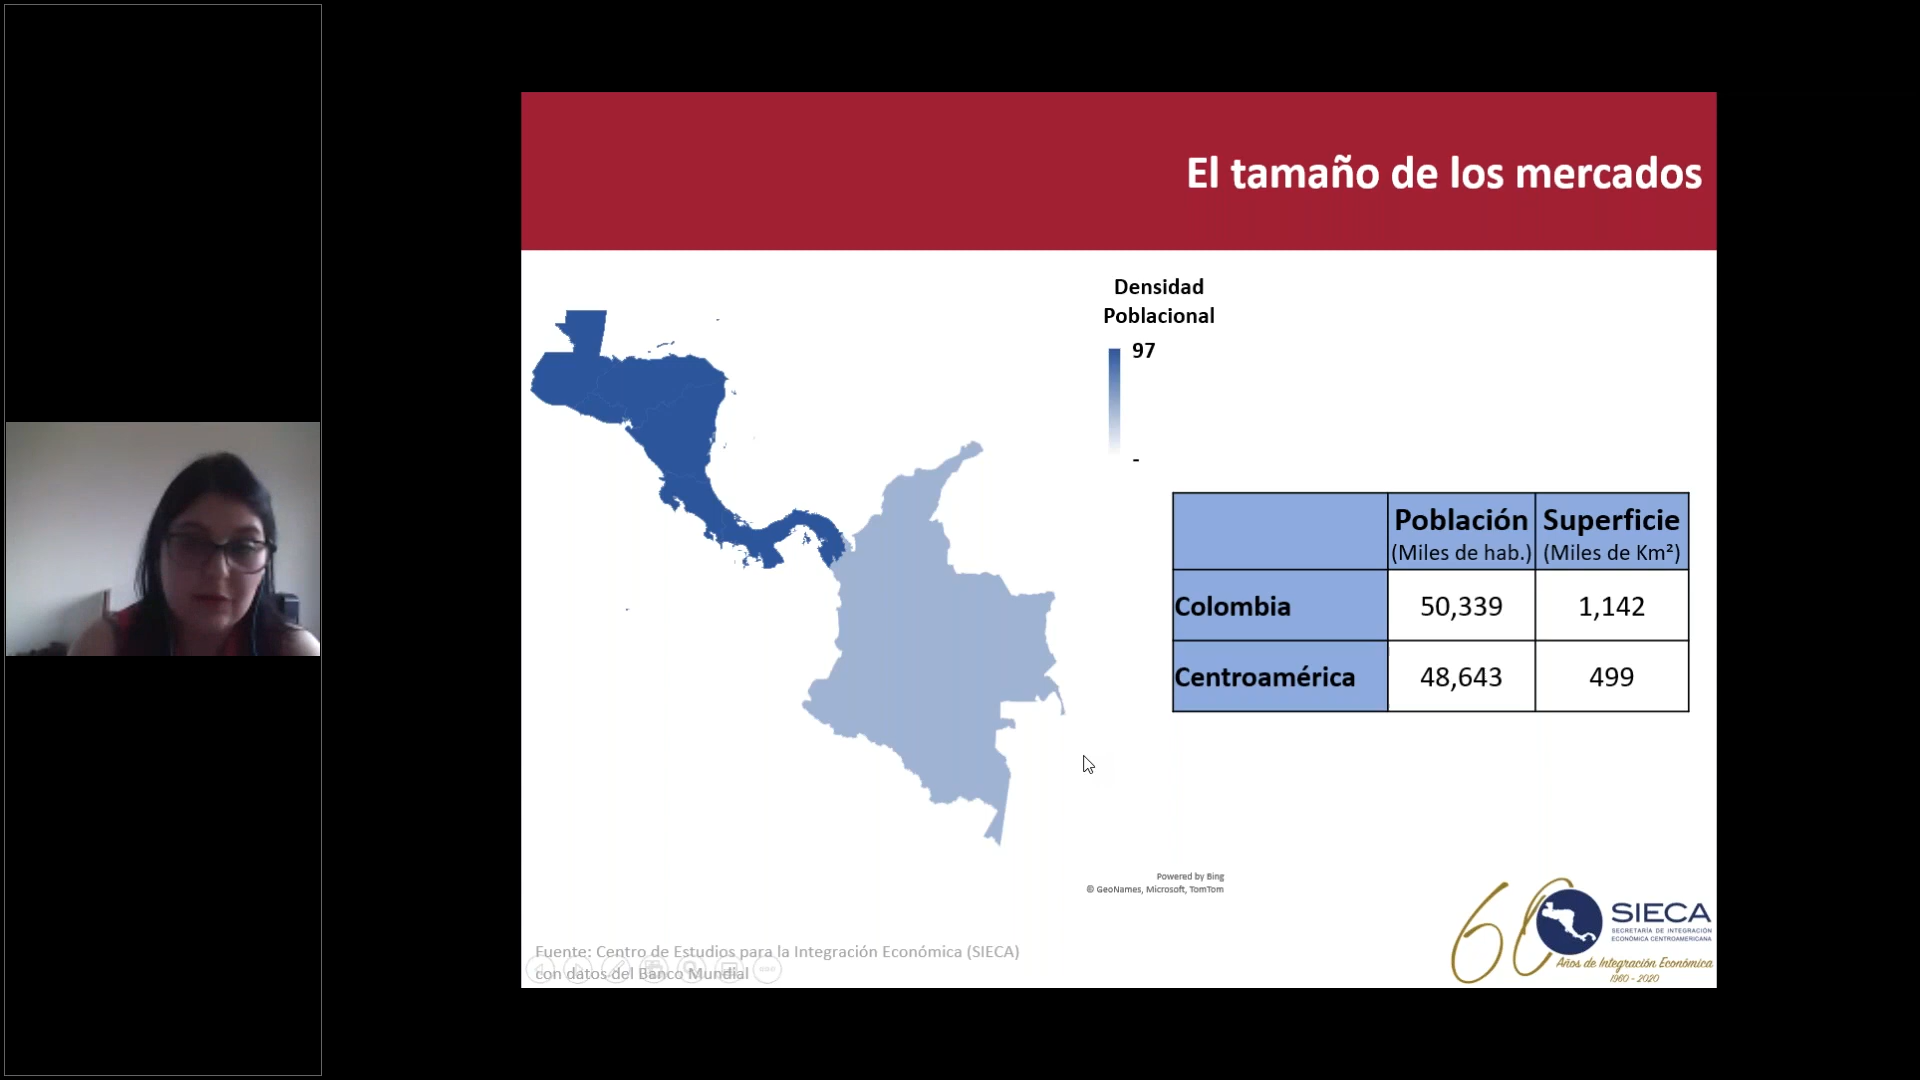 El tamaño de los mercados
Densidad
Poblacional
97
-
Población
(Miles de hab.)
Superficie
(Miles de Km²)
Colombia
50,339
1,142
Centroamérica
48,643
499
Powered by Bing
© GeoNames, Microsoft, TomTom
Fuente: Centro de Estudios para la Integración Económica (SIECA)
con datos del Banco Mundial
60
SIECA
SECRETARÍA DE INTEGRACIÓN
ECONÓMICA CENTROAMERICANA
Años de Integración Económica
1960 - 2020